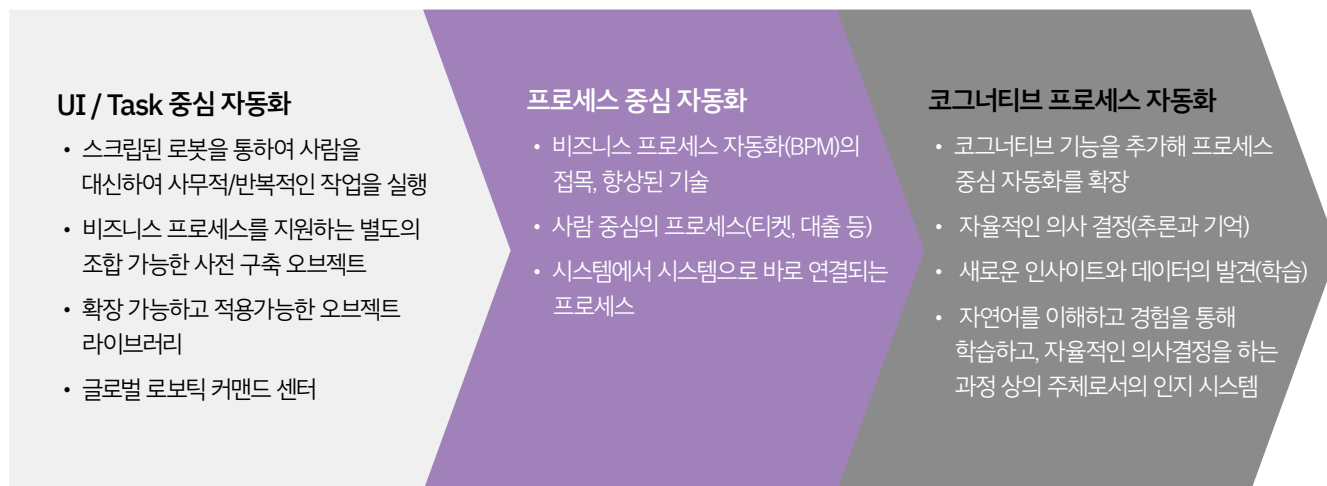 UI / Task 중심 자동화
• 스크립된 로봇을 통하여 사람을
대신하여 사무적/반복적인 작업을 실행
• 비즈니스 프로세스를 지원하는 별도의
조합 가능한 사전 구축 오브젝트
• 확장 가능하고 적용가능한 오브젝트
라이브러리
• 글로벌 로보틱 커맨드 센터
프로세스 중심 자동화
• 비즈니스 프로세스 자동화(BPM)의
접목, 향상된 기술
• 사람 중심의 프로세스(티켓, 대출 등)
• 시스템에서 시스템으로 바로 연결되는
프로세스
코그너티브 프로세스 자동화
• 코그너티브 기능을 추가해 프로세스
중심 자동화를 확장
• 자율적인 의사 결정(추론과 기억)
• 새로운 인사이트와 데이터의 발견(학습)
• 자연어를 이해하고 경험을 통해
학습하고, 자율적인 의사결정을 하는
과정 상의 주체로서의 인지 시스템